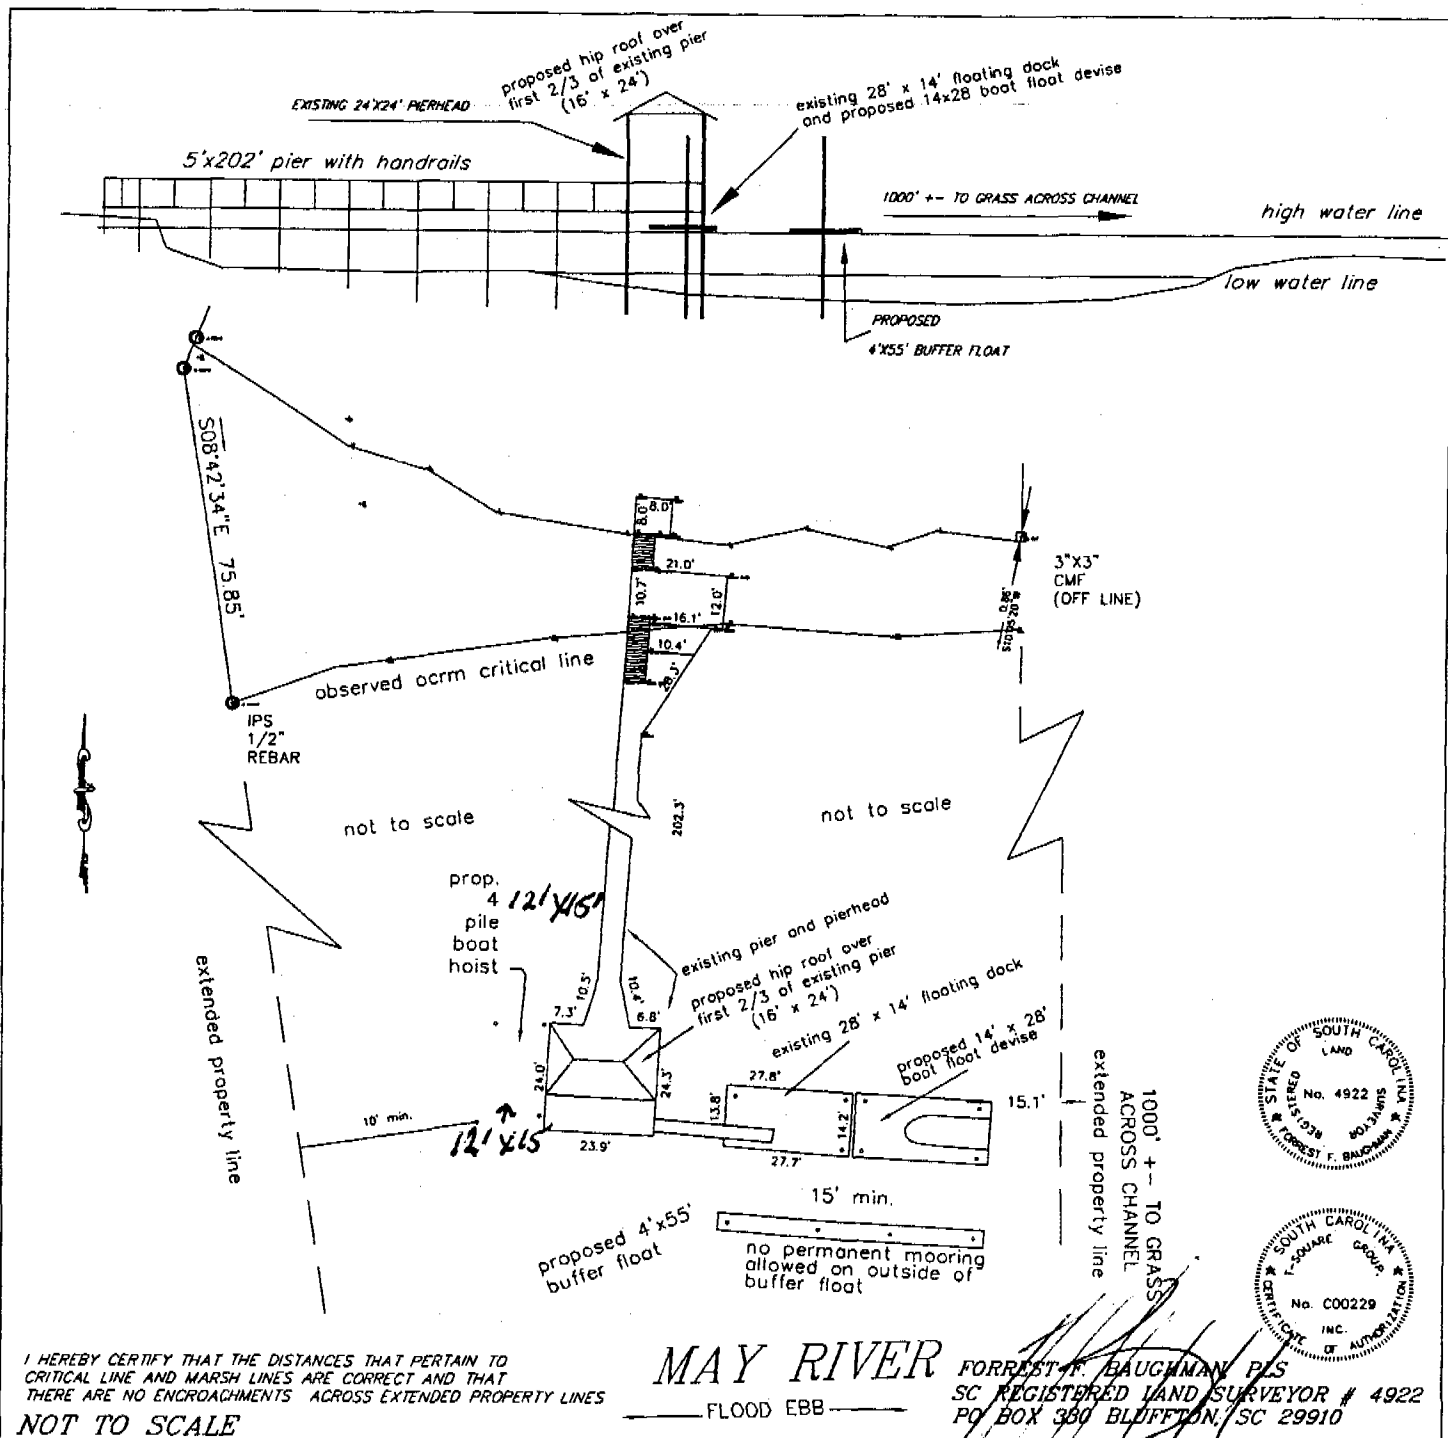 proposed hip roof over
first 2/3 of existing pier
(16' x 24')
EXISTING 24'X24' PIERHEAD
existing 28' x 14' floating dock
and proposed 14x28 boat float devise
5'x202' pier with handrails
1000' +- TO GRASS ACROSS CHANNEL
high water line
low water line
PROPOSED
4'X55' BUFFER FLOAT
S08°42'34"E 75.85'
8.0'
8.0'
21.0'
10.7'
12.0'
16.1'
10.4'
28.3'
3"X3"
CMF
(OFF LINE)
0.86'
observed ocrm critical line
IPS
1/2"
REBAR
not to scale
202.3'
not to scale
prop.
4
pile
boat
hoist
12' X15'
existing pier and pierhead
proposed hip roof over
first 2/3 of existing pier
(16' x 24')
existing 28' x 14' floating dock
proposed 14' x 28'
boat float devise
7.3'
10.5'
10.4'
6.8'
24.0'
24.3'
23.9'
27.8'
13.8'
14.2'
27.7'
15.1'
extended property line
10' min.
12' X15
15' min.
proposed 4'x55'
buffer float
no permanent mooring
allowed on outside of
buffer float
extended property line
1000' +- TO GRASS
ACROSS CHANNEL
STATE OF SOUTH CAROLINA
REGISTERED LAND SURVEYOR
No. 4922
FORREST F. BAUGHMAN
SOUTH CAROLINA
T-SQUARE GROUP,
INC.
No. C00229
CERTIFICATE OF AUTHORIZATION
I HEREBY CERTIFY THAT THE DISTANCES THAT PERTAIN TO
CRITICAL LINE AND MARSH LINES ARE CORRECT AND THAT
THERE ARE NO ENCROACHMENTS ACROSS EXTENDED PROPERTY LINES
NOT TO SCALE
MAY RIVER
FLOOD EBB
FORREST F. BAUGHMAN PLS
SC REGISTERED LAND SURVEYOR # 4922
PO BOX 330 BLUFFTON, SC 29910